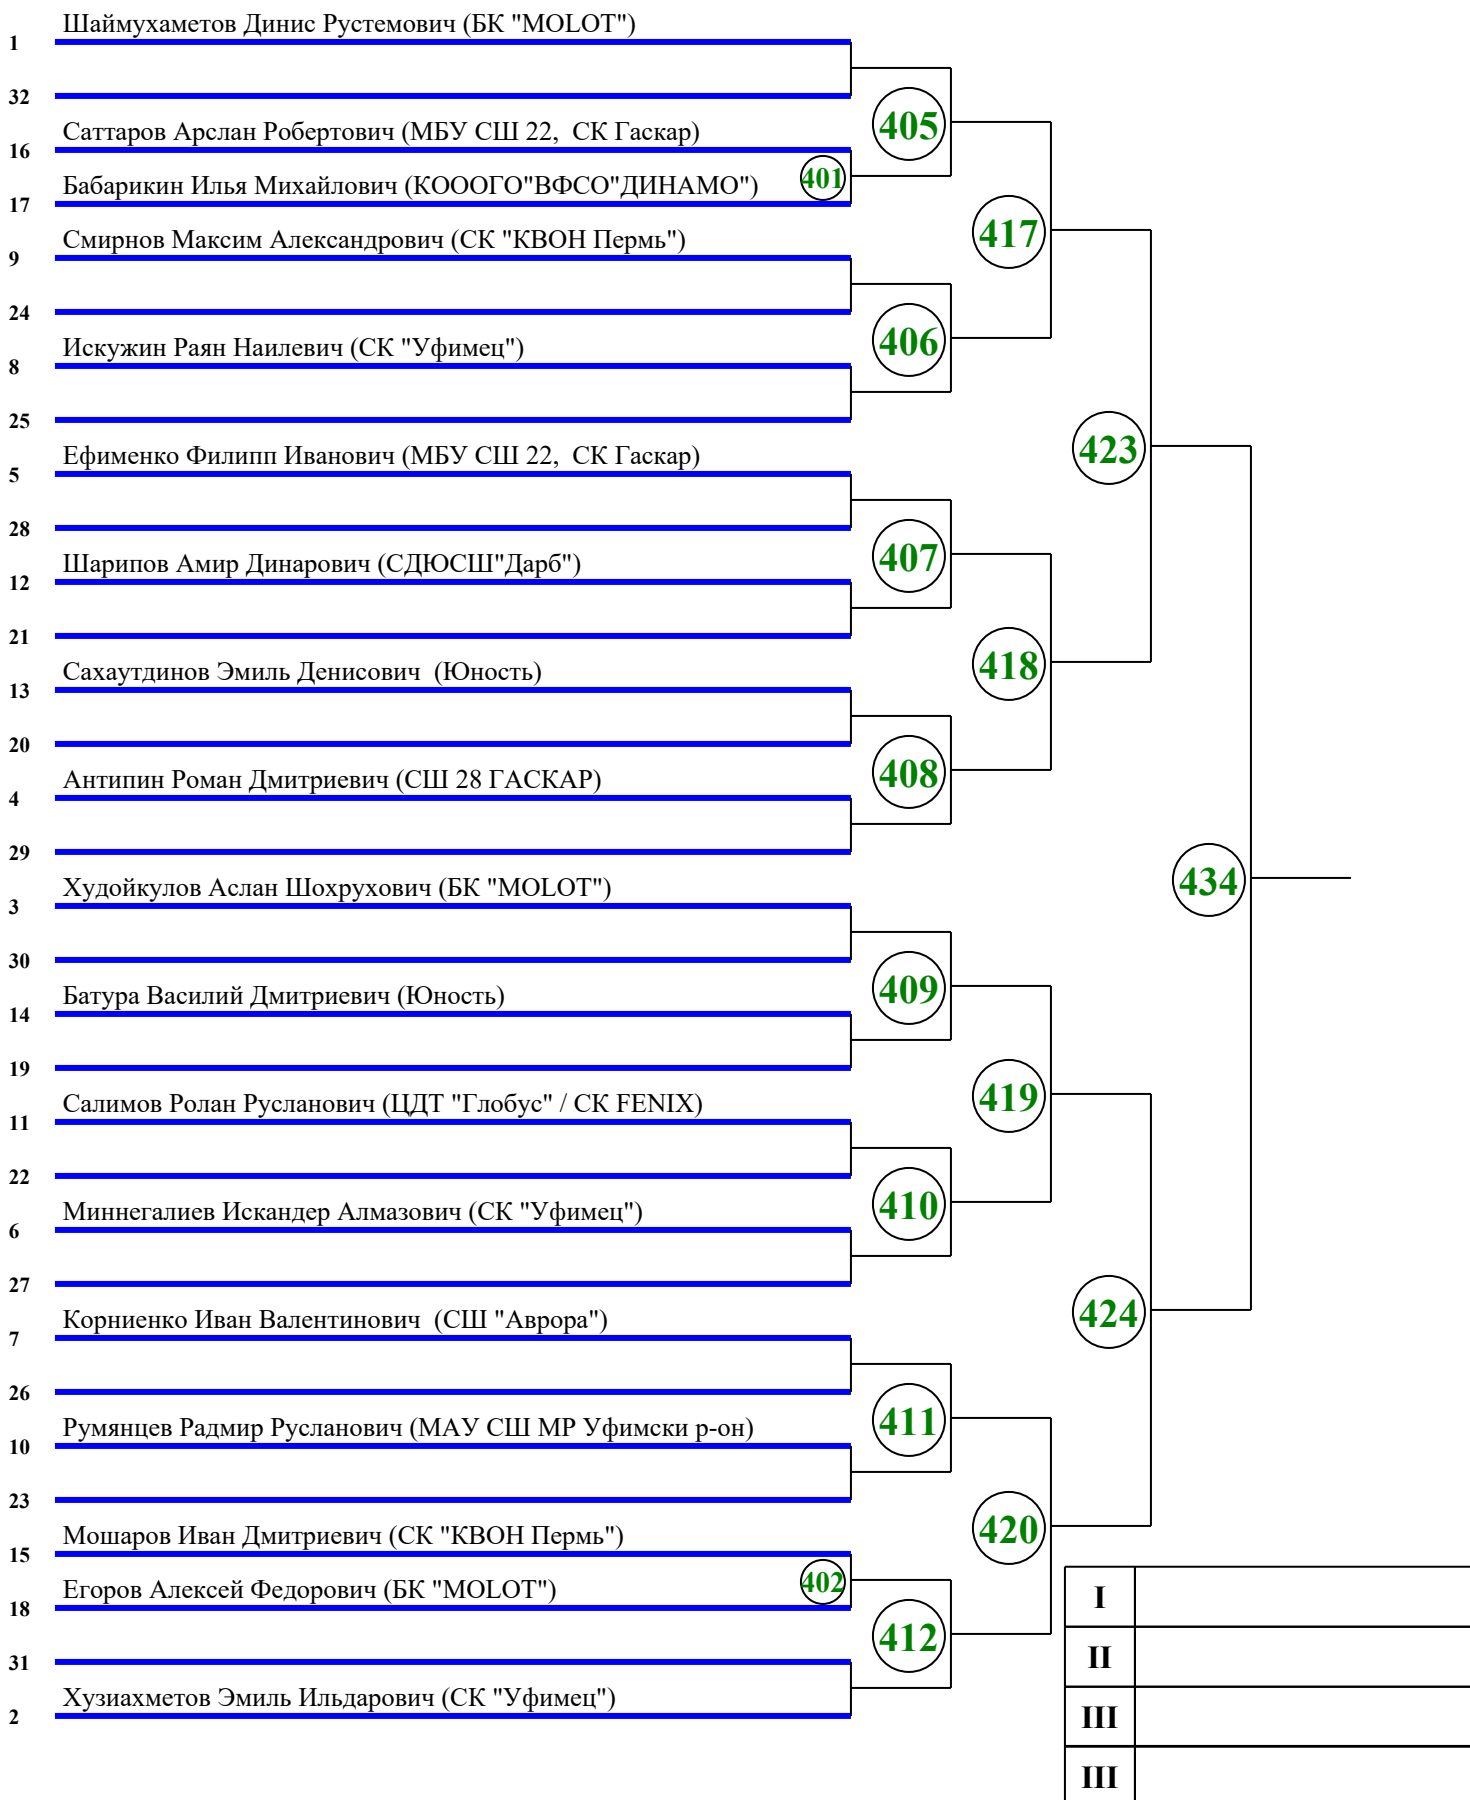 Шаймухаметов Динис Рустемович (БК "MOLOT")
1
32
405
Саттаров Арслан Робертович (МБУ СШ 22,  СК Гаскар)
16
401
Бабарикин Илья Михайлович (КОООГО"ВФСО"ДИНАМО")
17
417
Смирнов Максим Александрович (СК "КВОН Пермь")
9
24
406
Искужин Раян Наилевич (СК "Уфимец")
8
25
423
Ефименко Филипп Иванович (МБУ СШ 22,  СК Гаскар)
5
28
407
Шарипов Амир Динарович (СДЮСШ"Дарб")
12
21
418
Сахаутдинов Эмиль Денисович  (Юность)
13
20
408
Антипин Роман Дмитриевич (СШ 28 ГАСКАР)
4
29
434
Худойкулов Аслан Шохрухович (БК "MOLOT")
3
30
409
Батура Василий Дмитриевич (Юность)
14
19
419
Салимов Ролан Русланович (ЦДТ "Глобус" / СК FENIX)
11
22
410
Миннегалиев Искандер Алмазович (СК "Уфимец")
6
27
424
Корниенко Иван Валентинович  (СШ "Аврора")
7
26
411
Румянцев Радмир Русланович (МАУ СШ МР Уфимски р-он)
10
23
420
Мошаров Иван Дмитриевич (СК "КВОН Пермь")
15
402
Егоров Алексей Федорович (БК "MOLOT")
18
412
31
Хузиахметов Эмиль Ильдарович (СК "Уфимец")
2
I
II
III
III